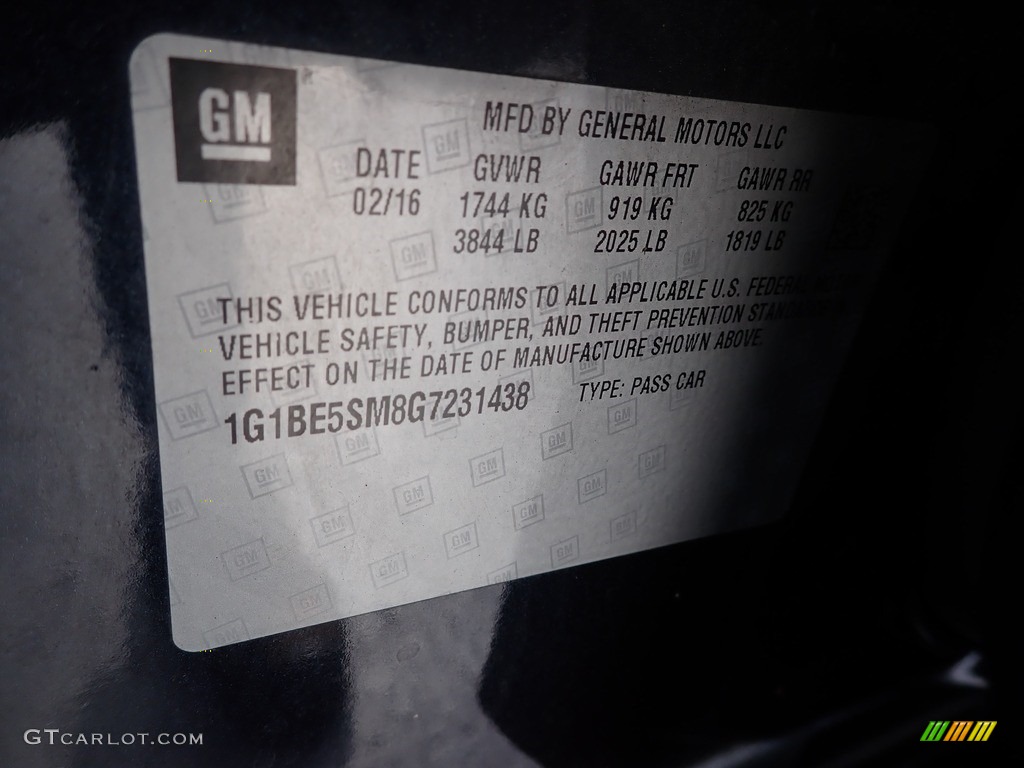 GM
MFD BY GENERAL MOTORS LLC
DATE GVWR GAWR FRT GAWR RR
02/16 1744 KG 919 KG 825 KG
3844 LB 2025 LB 1819 LB
THIS VEHICLE CONFORMS TO ALL APPLICABLE U.S. FEDERAL
VEHICLE SAFETY, BUMPER, AND THEFT PREVENTION
EFFECT ON THE DATE OF MANUFACTURE SHOWN ABOVE.
1G1BE5SM8G7231438 TYPE: PASS CAR
GTCARLOT.COM